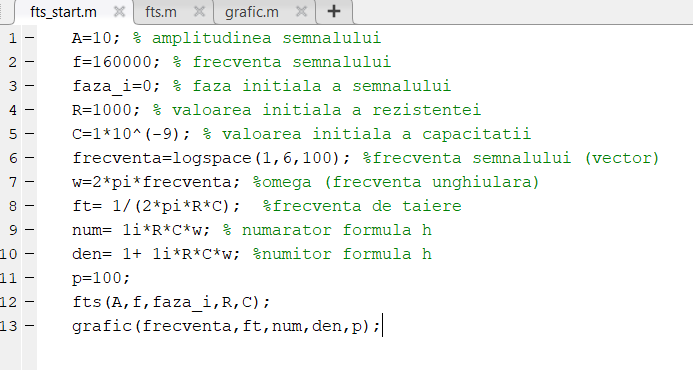 fts_start.m × fts.m × grafic.m × +
1 – A=10; % amplitudinea semnalului
2 – f=160000; % frecventa semnalului
3 – faza_i=0; % faza initiala a semnalului
4 – R=1000; % valoarea initiala a rezistentei
5 – C=1*10^(-9); % valoarea initiala a capacitatii
6 – frecventa=logspace(1,6,100); %frecventa semnalului (vector)
7 – w=2*pi*frecventa; %omega (frecventa unghiulara)
8 – ft= 1/(2*pi*R*C);  %frecventa de taiere
9 – num= 1i*R*C*w; % numarator formula h
10 – den= 1+ 1i*R*C*w; %numitor formula h
11 – p=100;
12 – fts(A,f,faza_i,R,C);
13 – grafic(frecventa,ft,num,den,p);